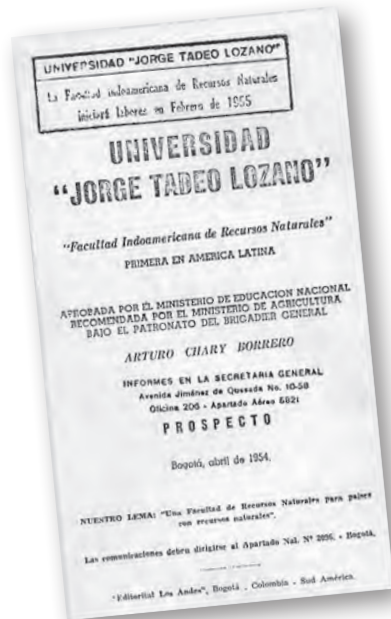 UNIVERSIDAD "JORGE TADEO LOZANO"
La Facultad indoamericana de Recursos Naturales
iniciará labores en Febrero de 1955
UNIVERSIDAD
"JORGE TADEO LOZANO"
"Facultad Indoamericana de Recursos Naturales"
PRIMERA EN AMERICA LATINA
APROBADA POR EL MINISTERIO DE EDUCACION NACIONAL
RECOMENDADA POR EL MINISTERIO DE AGRICULTURA
BAJO EL PATRONATO DEL BRIGADIER GENERAL
ARTURO CHARY BORRERO
INFORMES EN LA SECRETARIA GENERAL
Avenida Jiménez de Quesada No. 10-58
Oficina 206 - Apartado Aéreo 6821
PROSPECTO
Bogotá, abril de 1954.
NUESTRO LEMA: "Una Facultad de Recursos Naturales para países
con recursos naturales".
Las comunicaciones deben dirigirse al Apartado Nal. Nº - Bogotá.
"Editorial Los Andes", Bogotá . Colombia - Sud América.